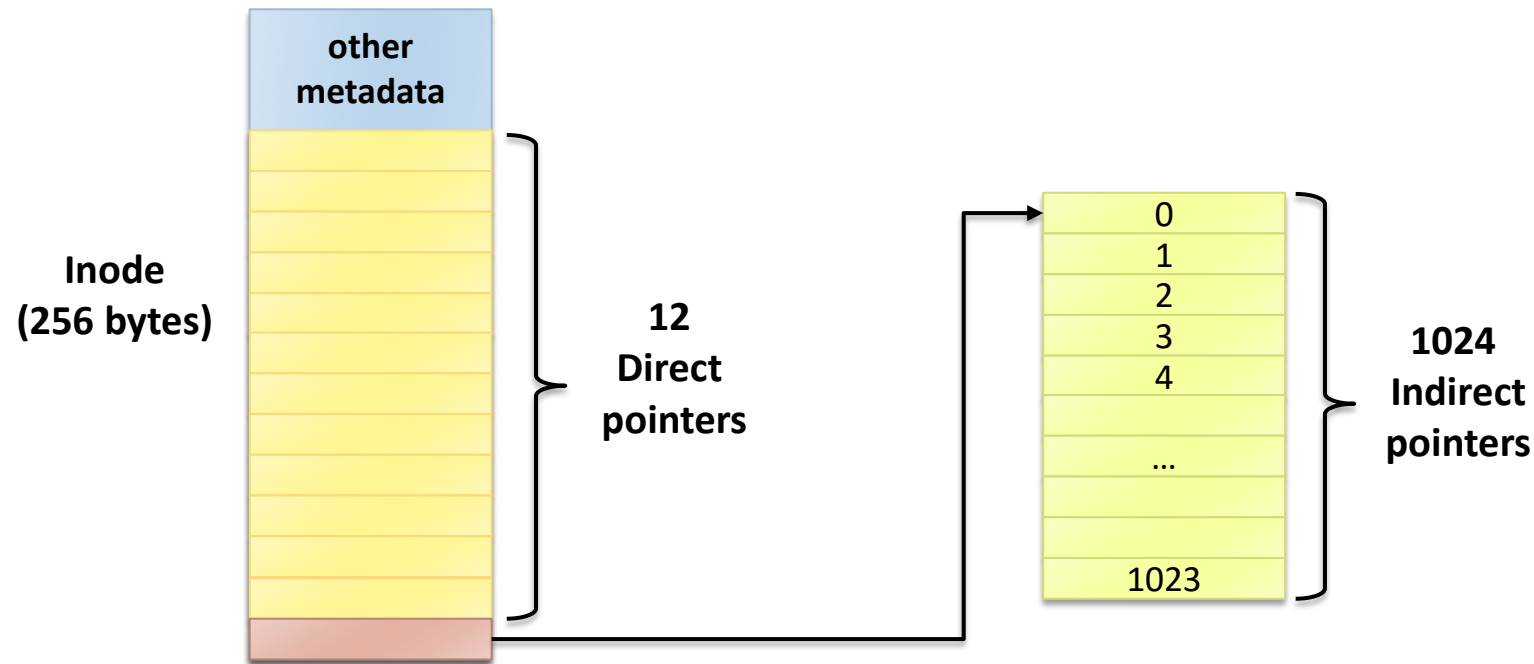 other
metadata
Inode
(256 bytes)
12
Direct
pointers
0
1
2
3
4
...
1023
1024
Indirect
pointers